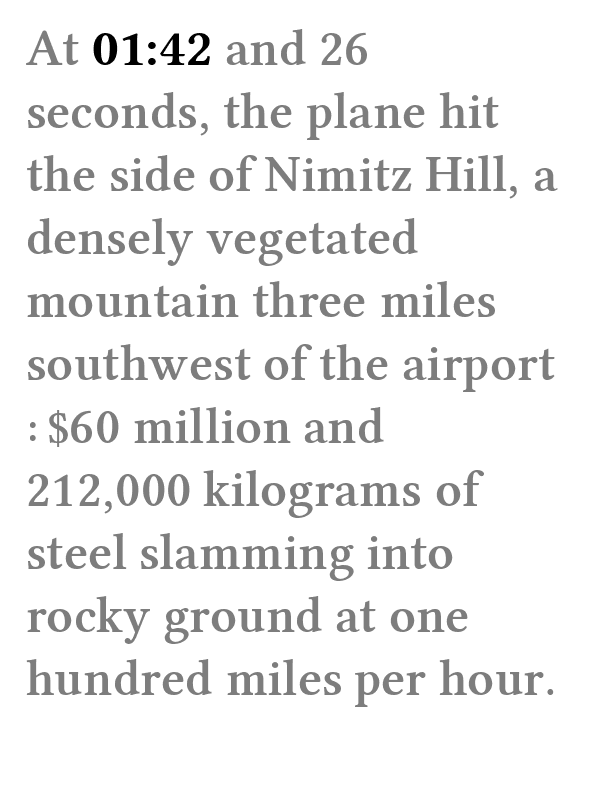 At 01:42 and 26
seconds, the plane hit
the side of Nimitz Hill, a
densely vegetated
mountain three miles
southwest of the airport
: $60 million and
212,000 kilograms of
steel slamming into
rocky ground at one
hundred miles per hour.